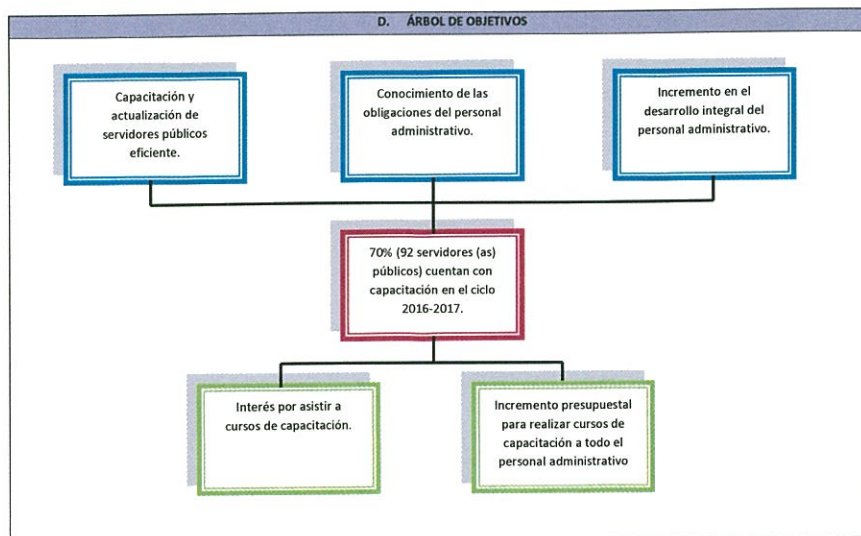 D. ÁRBOL DE OBJETIVOS
Capacitación y
actualización de
servidores públicos
eficiente.
Conocimiento de las
obligaciones del personal
administrativo.
Incremento en el
desarrollo integral del
personal administrativo.
70% (92 servidores (as)
públicos) cuentan con
capacitación en el ciclo
2016-2017.
Interés por asistir a
cursos de capacitación.
Incremento presupuestal
para realizar cursos de
capacitación a todo el
personal administrativo